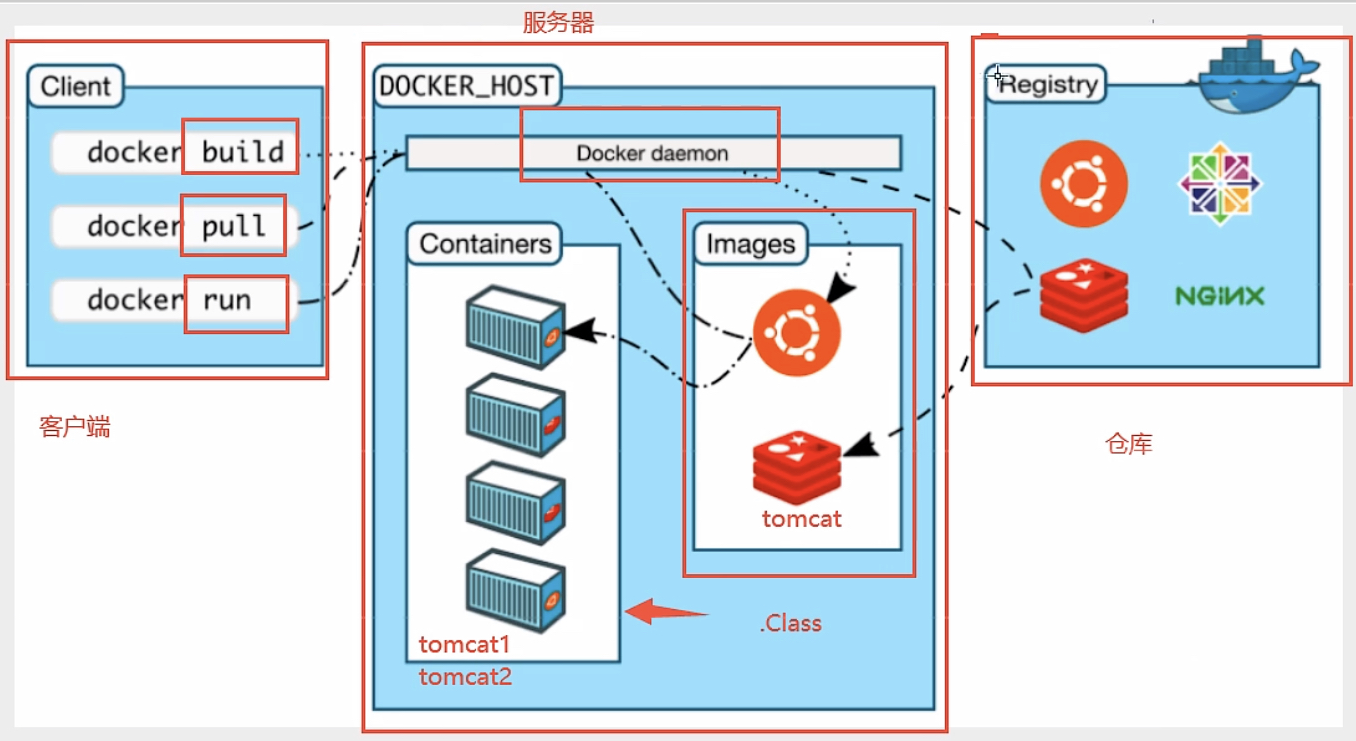 服务器
Client
docker build
docker pull
docker run
客户端
DOCKER_HOST
Docker daemon
Containers
Images
tomcat
.Class
tomcat1
tomcat2
Registry
NGINX
仓库